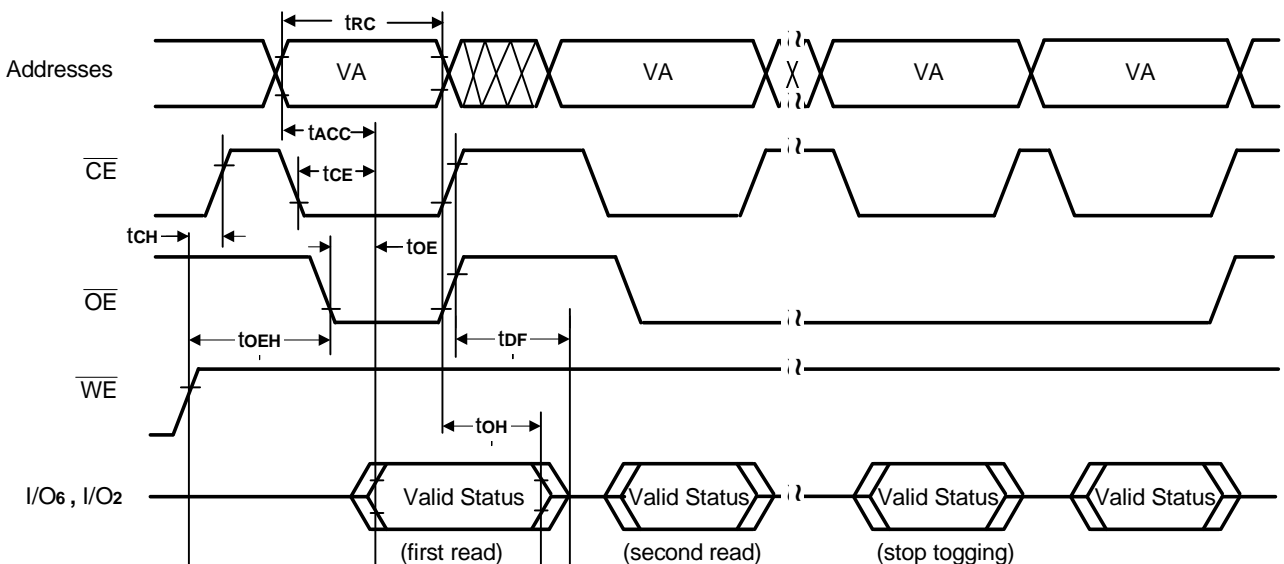 tRC
Addresses VA VA VA VA
tACC
CE tCE
tCH tOE
OE
tOEH tDF
WE
tOH
I/O6 , I/O2 Valid Status Valid Status Valid Status Valid Status
(first read) (second read) (stop togging)